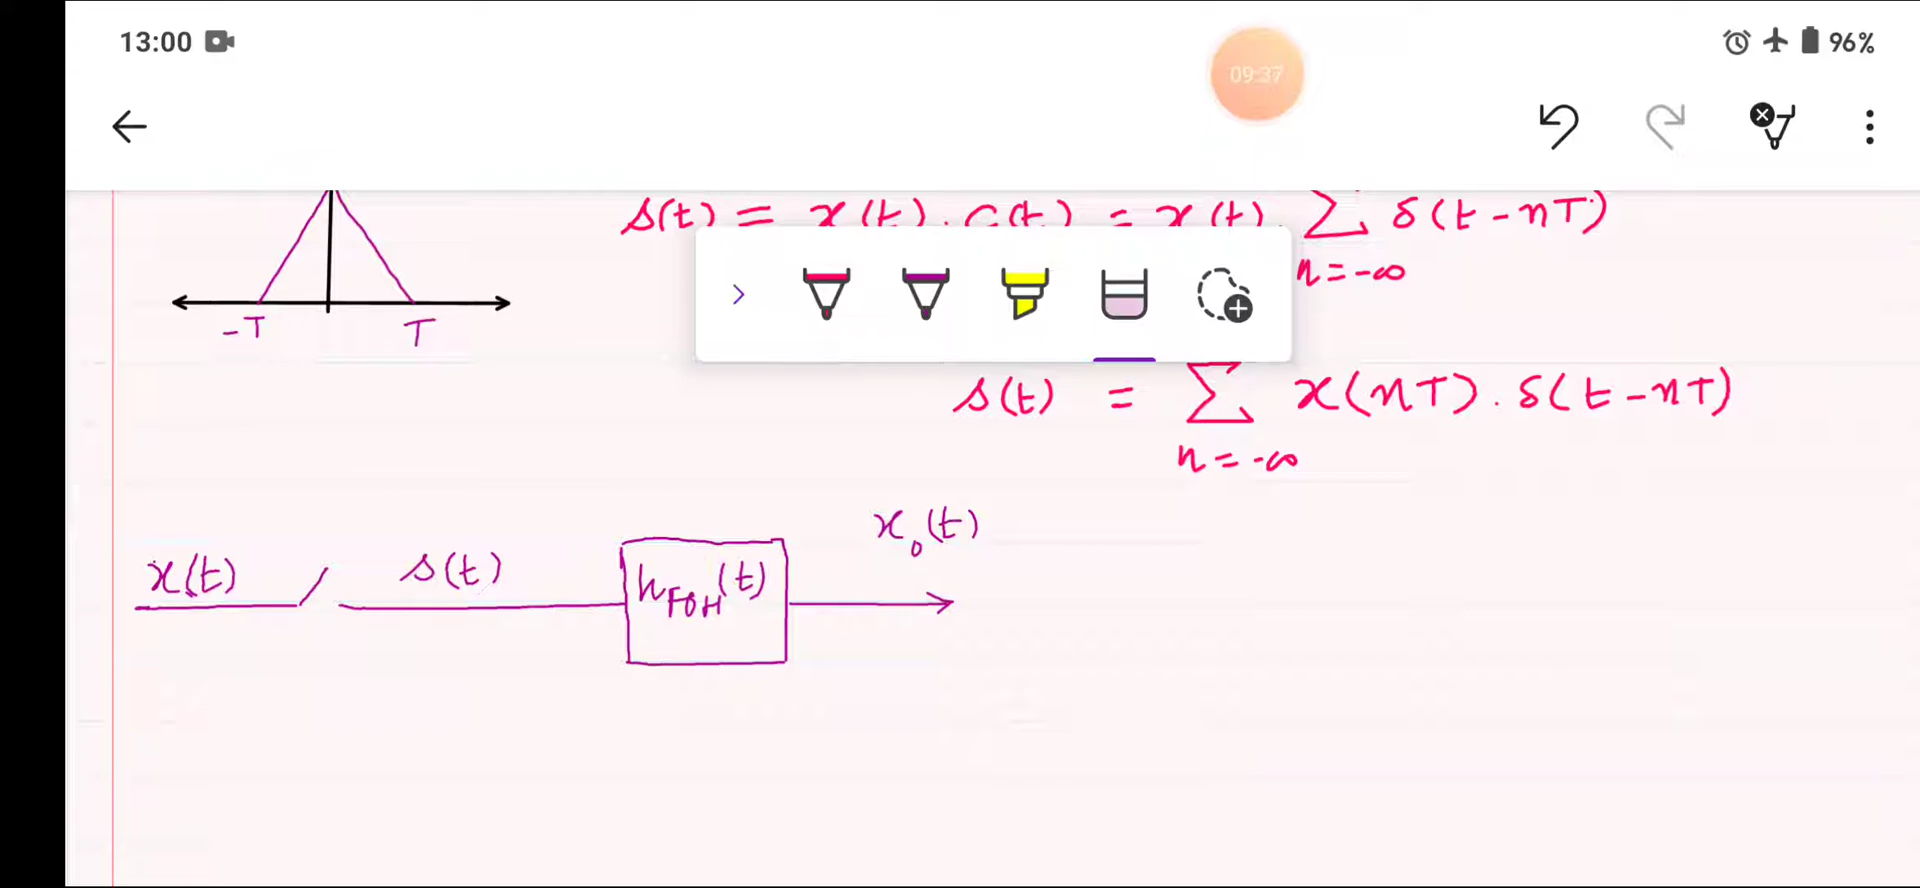 13:00
09:37
96%
s(t) = x(t) . C(t) = x(t) . ∑ δ(t-nT)
n=-∞
-T T
s(t) = ∑ x(nT) . δ(t-nT)
n=-∞
x₀(t)
x(t) s(t) h_FOH(t)